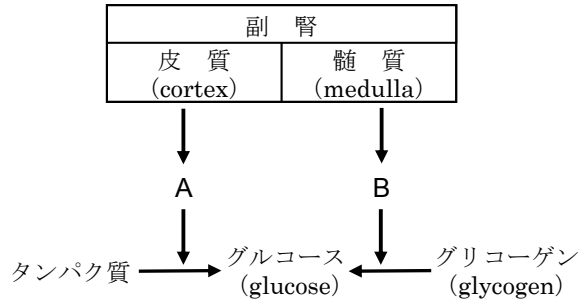 副 腎
皮 質
(cortex)
髄 質
(medulla)
A
B
タンパク質
グルコース
(glucose)
グリコーゲン
(glycogen)